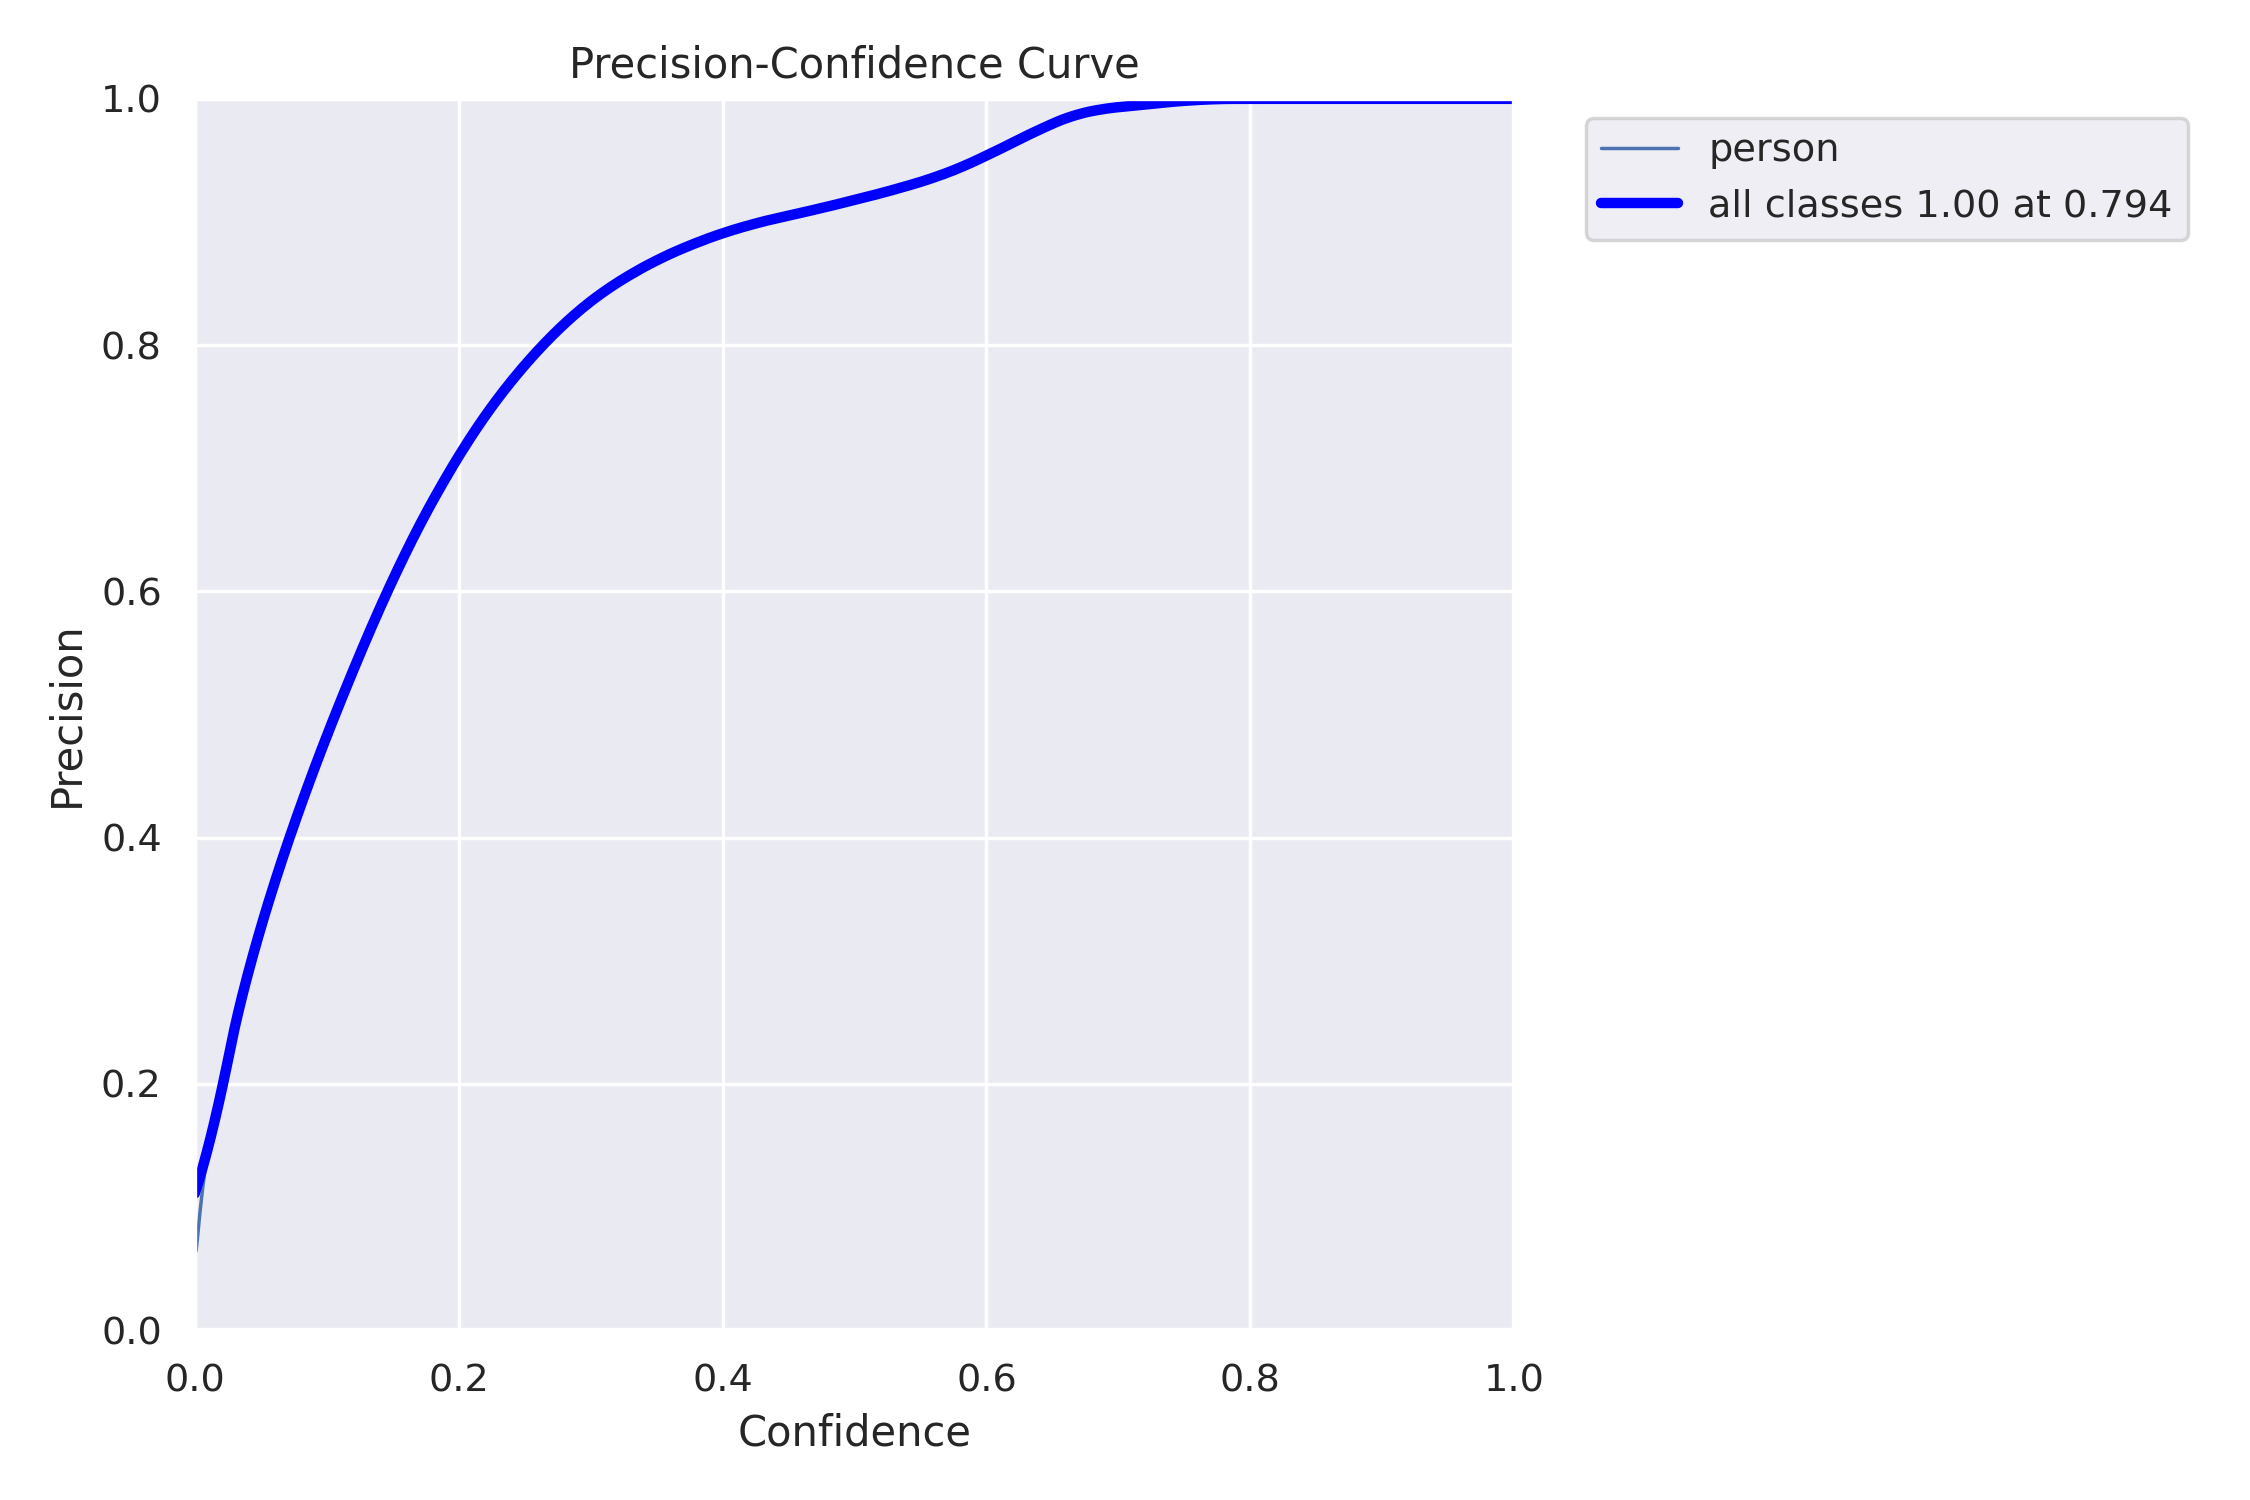 Precision-Confidence Curve
1.0
0.8
0.6
0.4
0.2
0.0
Precision
0.0 0.2 0.4 0.6 0.8 1.0
Confidence
person
all classes 1.00 at 0.794